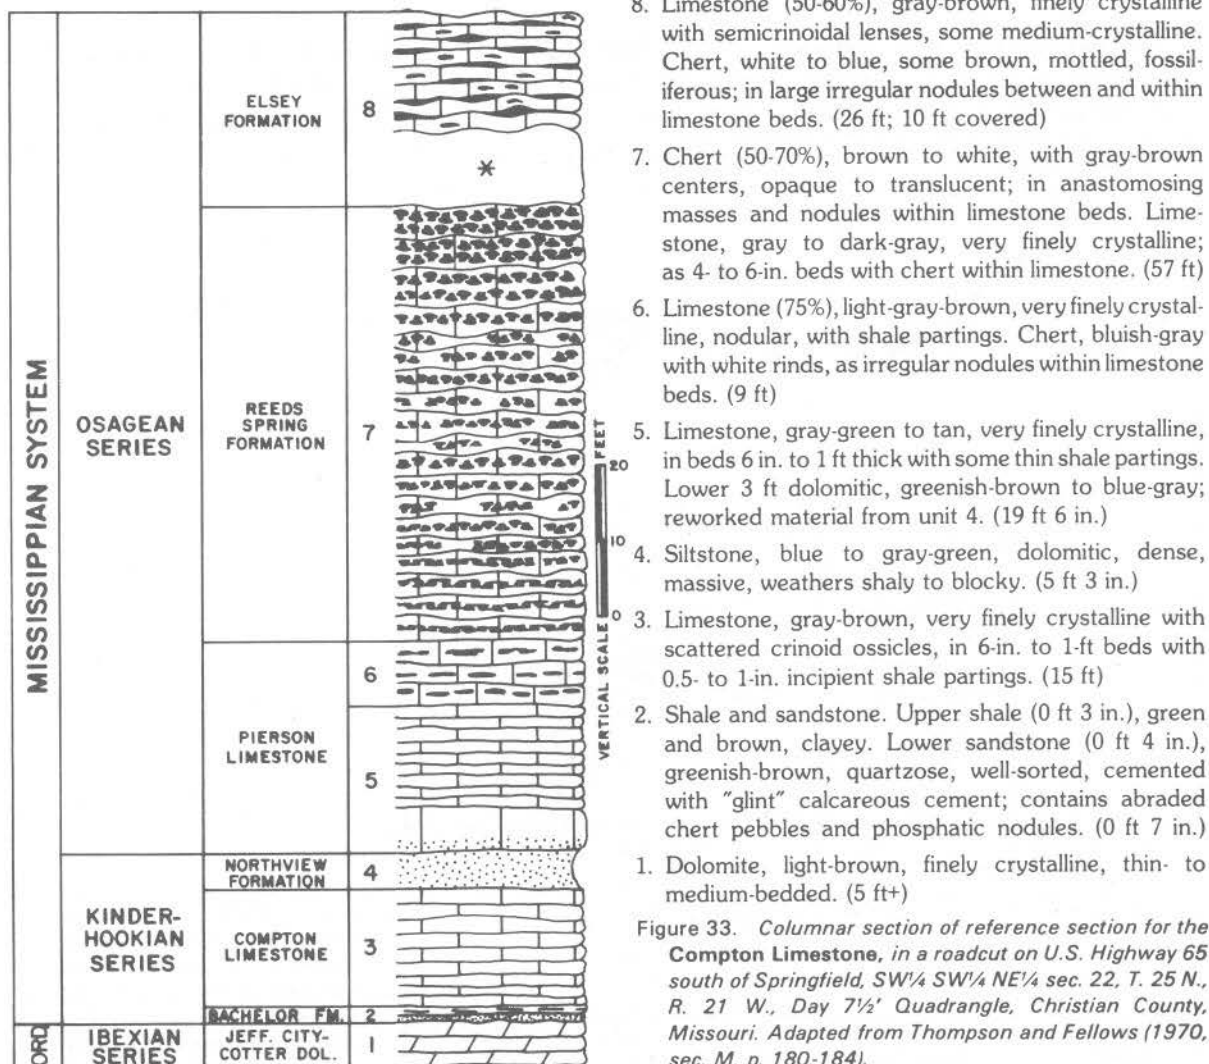 MISSISSIPPIAN SYSTEM
ORD
OSAGEAN
SERIES
KINDER-
HOOKIAN
SERIES
IBEXIAN
SERIES
ELSEY
FORMATION
8
*
REEDS
SPRING
FORMATION
7
PIERSON
LIMESTONE
6
5
NORTHVIEW
FORMATION
4
COMPTON
LIMESTONE
3
BACHELOR FM.
2
JEFF. CITY-
COTTER DOL.
1
VERTICAL SCALE FEET
20
10
0
8. Limestone (50-60%), gray-brown, finely crystalline
with semicrinoidal lenses, some medium-crystalline.
Chert, white to blue, some brown, mottled, fossil-
iferous; in large irregular nodules between and within
limestone beds. (26 ft; 10 ft covered)
7. Chert (50-70%), brown to white, with gray-brown
centers, opaque to translucent; in anastomosing
masses and nodules within limestone beds. Lime-
stone, gray to dark-gray, very finely crystalline;
as 4- to 6-in. beds with chert within limestone. (57 ft)
6. Limestone (75%), light-gray-brown, very finely crystal-
line, nodular, with shale partings. Chert, bluish-gray
with white rinds, as irregular nodules within limestone
beds. (9 ft)
5. Limestone, gray-green to tan, very finely crystalline,
in beds 6 in. to 1 ft thick with some thin shale partings.
Lower 3 ft dolomitic, greenish-brown to blue-gray;
reworked material from unit 4. (19 ft 6 in.)
4. Siltstone, blue to gray-green, dolomitic, dense,
massive, weathers shaly to blocky. (5 ft 3 in.)
3. Limestone, gray-brown, very finely crystalline with
scattered crinoid ossicles, in 6-in. to 1-ft beds with
0.5- to 1-in. incipient shale partings. (15 ft)
2. Shale and sandstone. Upper shale (0 ft 3 in.), green
and brown, clayey. Lower sandstone (0 ft 4 in.),
greenish-brown, quartzose, well-sorted, cemented
with "glint" calcareous cement; contains abraded
chert pebbles and phosphatic nodules. (0 ft 7 in.)
1. Dolomite, light-brown, finely crystalline, thin- to
medium-bedded. (5 ft+)
Figure 33. Columnar section of reference section for the
Compton Limestone, in a roadcut on U.S. Highway 65
south of Springfield, SW¼ SW¼ NE¼ sec. 22, T. 25 N.,
R. 21 W., Day 7½' Quadrangle, Christian County,
Missouri. Adapted from Thompson and Fellows (1970,
sec. M, p. 180-184).